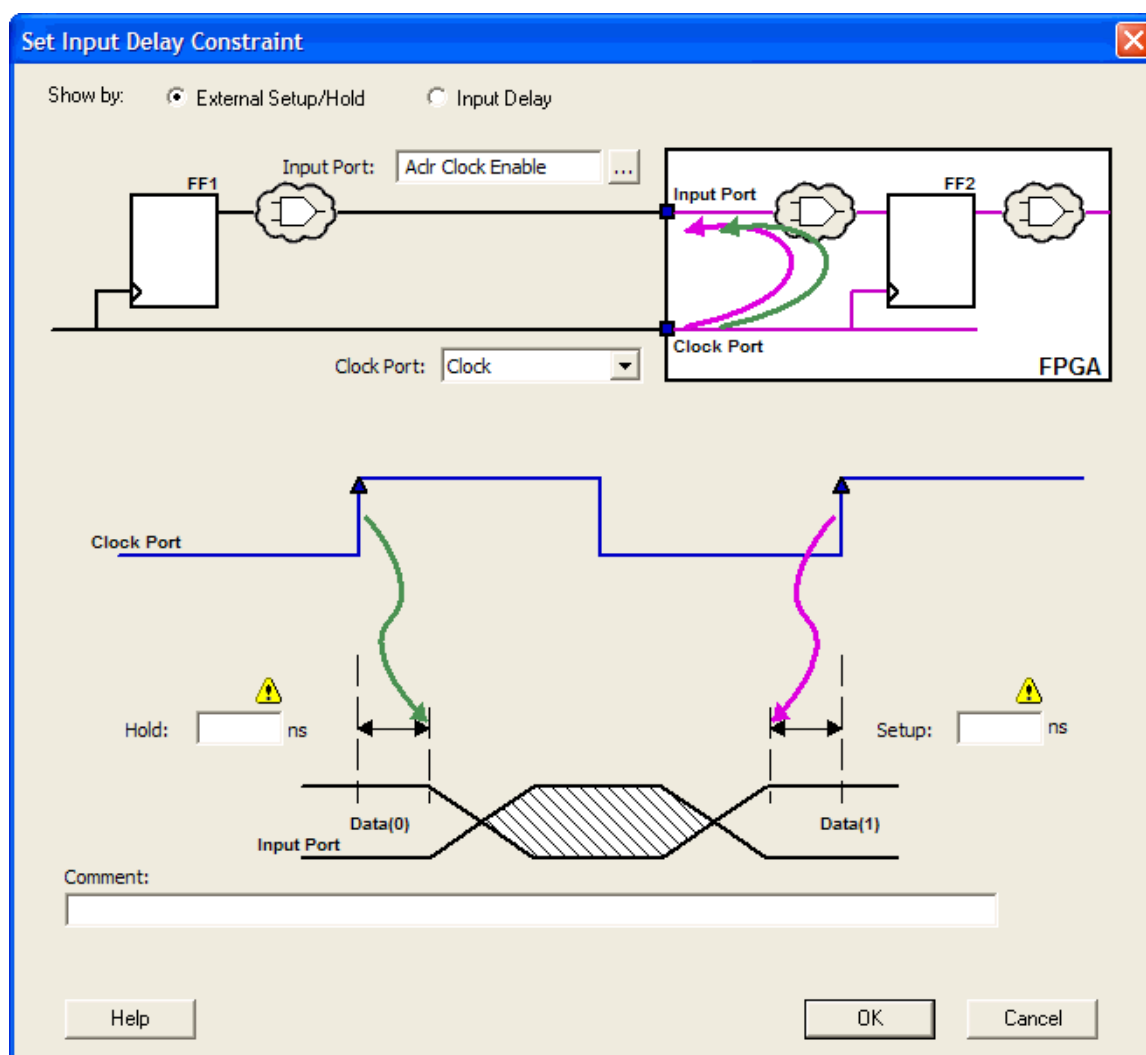 Set Input Delay Constraint
Show by: External Setup/Hold Input Delay
Input Port: Aclr Clock Enable ...
FF1
Input Port
FF2
Clock Port
Clock Port: Clock
FPGA
Clock Port
Hold: ns
Setup: ns
Data(0)
Data(1)
Input Port
Comment:
Help OK Cancel